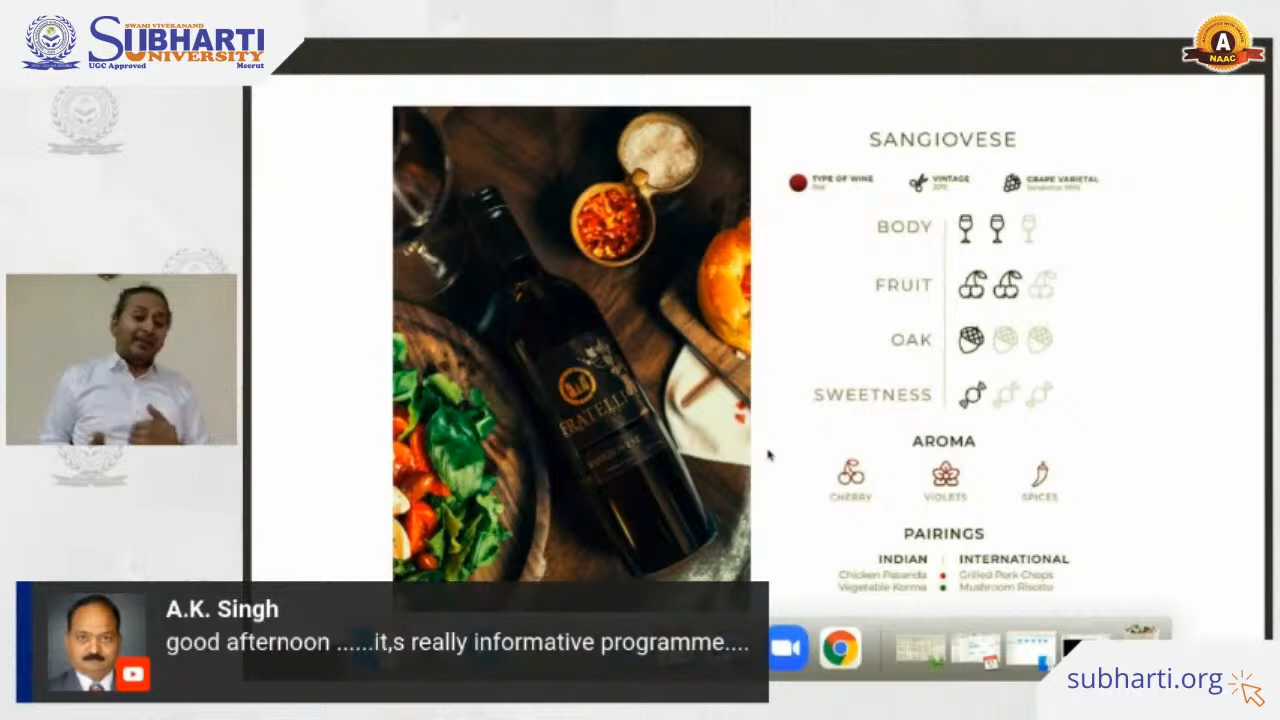 SWAMI VIVEKANAND
SUBHARTI
UNIVERSITY
UGC Approved Meerut
A
NAAC
SANGIOVESE
TYPE OF WINE VINTAGE GRAPE VARIETAL
Red
BODY
FRUIT
OAK
SWEETNESS
AROMA
CHERRY VIOLETS SPICES
PAIRINGS
INDIAN INTERNATIONAL
Chicken Pasanda Grilled Pork Chops
Vegetable Korma Mushroom Risotto
FRATELLI
SANGIOVESE
A.K. Singh
good afternoon ......it,s really informative programme....
subharti.org